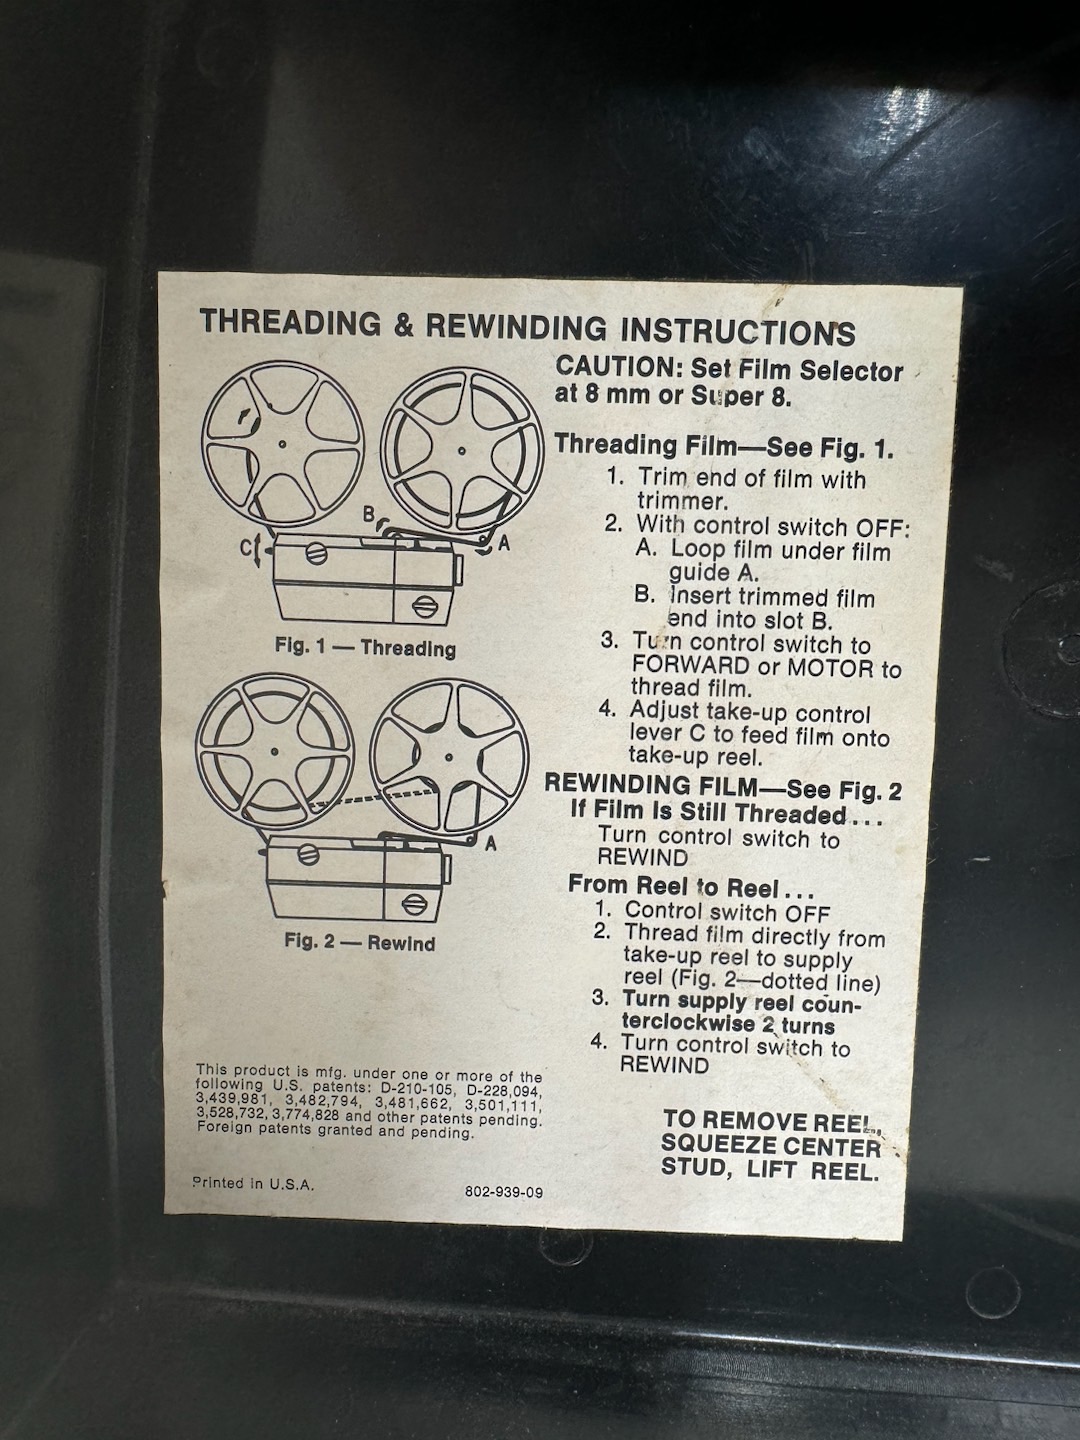 THREADING & REWINDING INSTRUCTIONS
CAUTION: Set Film Selector
at 8 mm or Super 8.
Threading Film—See Fig. 1.
1. Trim end of film with
trimmer.
2. With control switch OFF:
A. Loop film under film
guide A.
B. Insert trimmed film
end into slot B.
3. Turn control switch to
FORWARD or MOTOR to
thread film.
4. Adjust take-up control
lever C to feed film onto
take-up reel.
REWINDING FILM—See Fig. 2
If Film Is Still Threaded...
Turn control switch to
REWIND
From Reel to Reel...
1. Control switch OFF
2. Thread film directly from
take-up reel to supply
reel (Fig. 2—dotted line)
3. Turn supply reel coun-
terclockwise 2 turns
4. Turn control switch to
REWIND
TO REMOVE REEL,
SQUEEZE CENTER
STUD, LIFT REEL.
B
A
C
Fig. 1 — Threading
A
Fig. 2 — Rewind
This product is mfg. under one or more of the
following U.S. patents: D-210-105, D-228,094,
3,439,981, 3,482,794, 3,481,662, 3,501,111,
3,528,732, 3,774,828 and other patents pending.
Foreign patents granted and pending.
Printed in U.S.A.
802-939-09